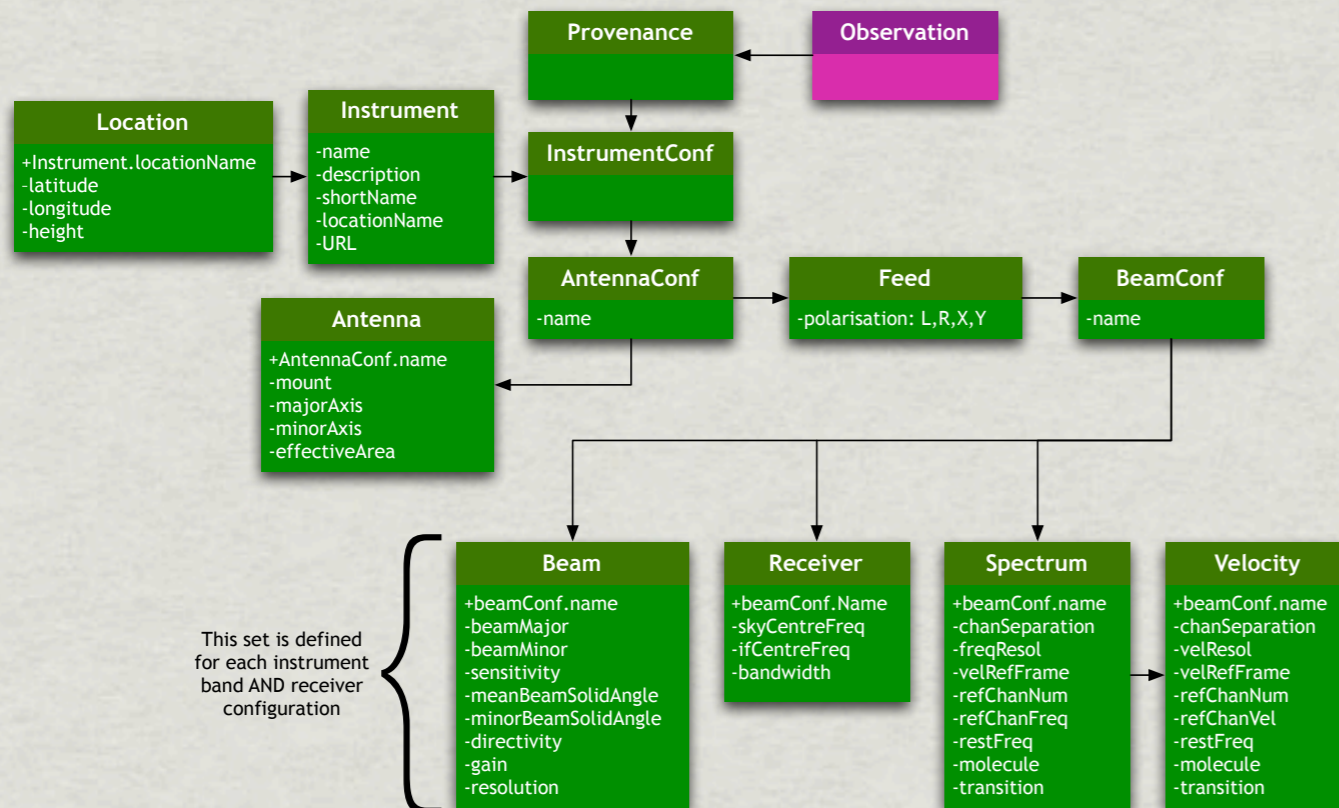 Provenance
Observation
Location
+Instrument.locationName
-latitude
-longitude
-height
Instrument
-name
-description
-shortName
-locationName
-URL
InstrumentConf
AntennaConf
-name
Feed
-polarisation: L,R,X,Y
BeamConf
-name
Antenna
+AntennaConf.name
-mount
-majorAxis
-minorAxis
-effectiveArea
This set is defined
for each instrument
band AND receiver
configuration
Beam
+beamConf.name
-beamMajor
-beamMinor
-sensitivity
-meanBeamSolidAngle
-minorBeamSolidAngle
-directivity
-gain
-resolution
Receiver
+beamConf.Name
-skyCentreFreq
-ifCentreFreq
-bandwidth
Spectrum
+beamConf.name
-chanSeparation
-freqResol
-velRefFrame
-refChanNum
-refChanFreq
-restFreq
-molecule
-transition
Velocity
+beamConf.name
-chanSeparation
-velResol
-velRefFrame
-refChanNum
-refChanVel
-restFreq
-molecule
-transition